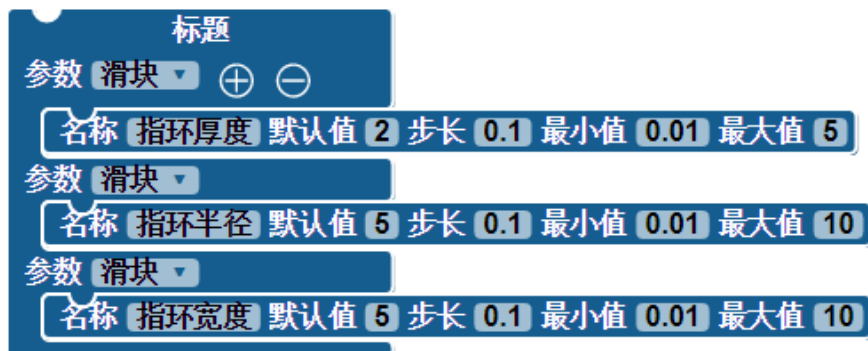 标题
参数 滑块
名称 指环厚度 默认值 2 步长 0.1 最小值 0.01 最大值 5
参数 滑块
名称 指环半径 默认值 5 步长 0.1 最小值 0.01 最大值 10
参数 滑块
名称 指环宽度 默认值 5 步长 0.1 最小值 0.01 最大值 10